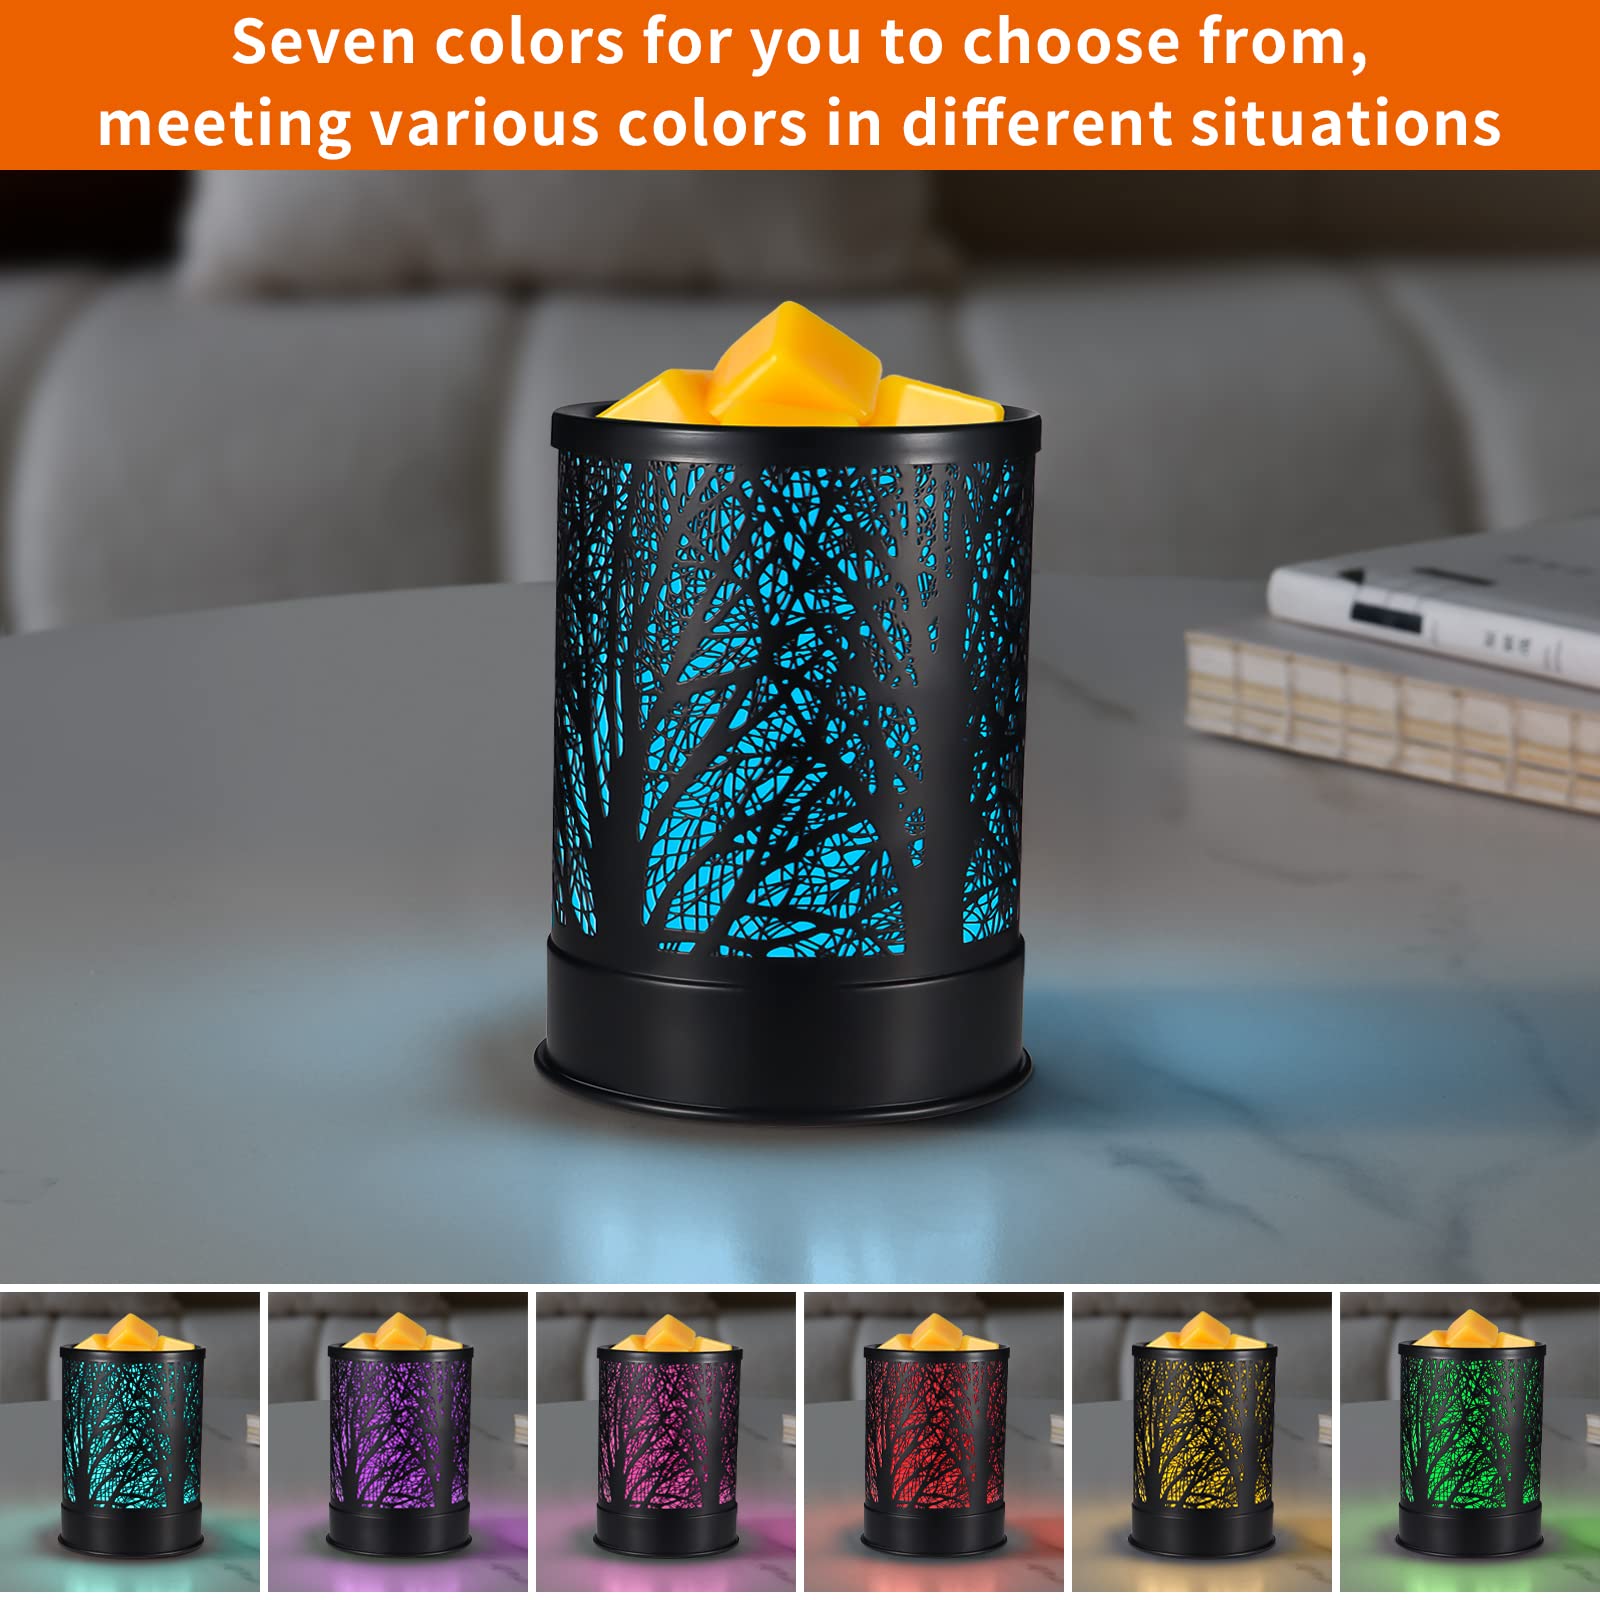 Seven colors for you to choose from,
meeting various colors in different situations